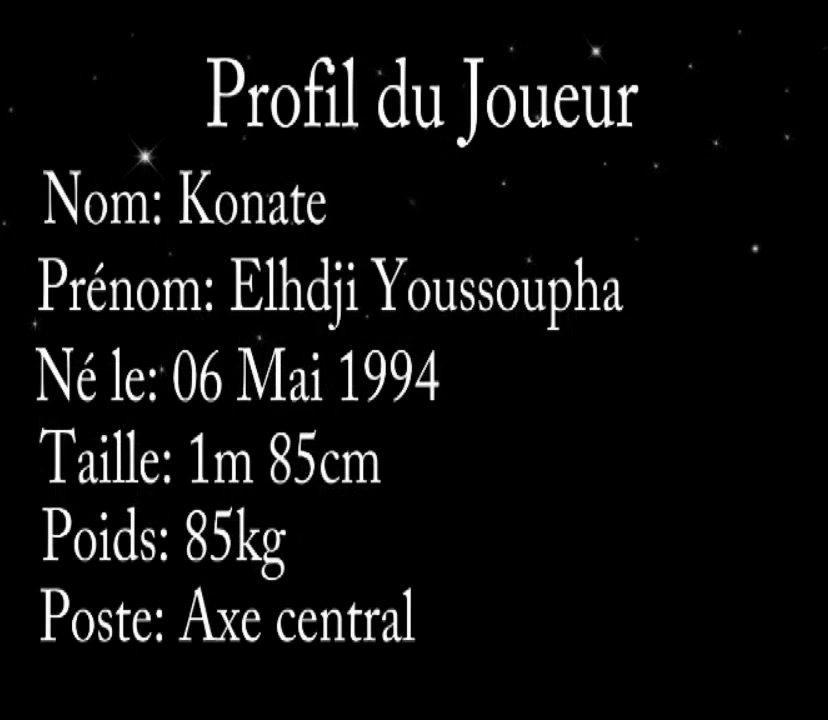 Profil du Joueur
Nom: Konate
Prénom: Elhdji Youssoupha
Né le: 06 Mai 1994
Taille: 1m 85cm
Poids: 85kg
Poste: Axe central